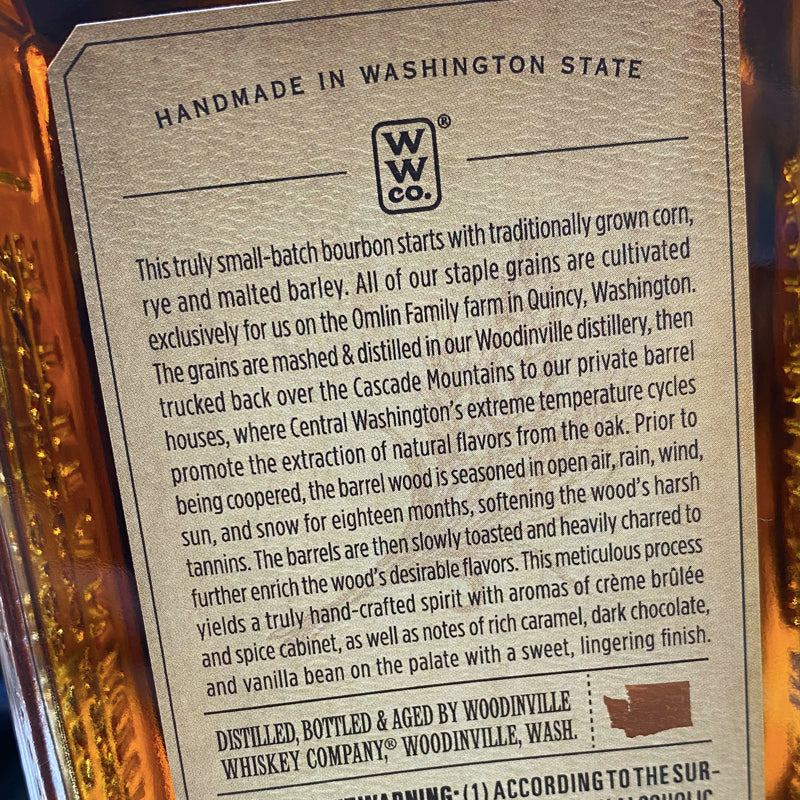 HANDMADE IN WASHINGTON STATE
WWCO.®
This truly small-batch bourbon starts with traditionally grown corn,
rye and malted barley. All of our staple grains are cultivated
exclusively for us on the Omlin Family farm in Quincy, Washington.
The grains are mashed & distilled in our Woodinville distillery, then
trucked back over the Cascade Mountains to our private barrel
houses, where Central Washington's extreme temperature cycles
promote the extraction of natural flavors from the oak. Prior to
being coopered, the barrel wood is seasoned in open air, rain, wind,
sun, and snow for eighteen months, softening the wood's harsh
tannins. The barrels are then slowly toasted and heavily charred to
further enrich the wood's desirable flavors. This meticulous process
yields a truly hand-crafted spirit with aromas of crème brûlée
and spice cabinet, as well as notes of rich caramel, dark chocolate,
and vanilla bean on the palate with a sweet, lingering finish.
DISTILLED, BOTTLED & AGED BY WOODINVILLE
WHISKEY COMPANY,® WOODINVILLE, WASH.
WARNING: (1) ACCORDING TO THE SUR-